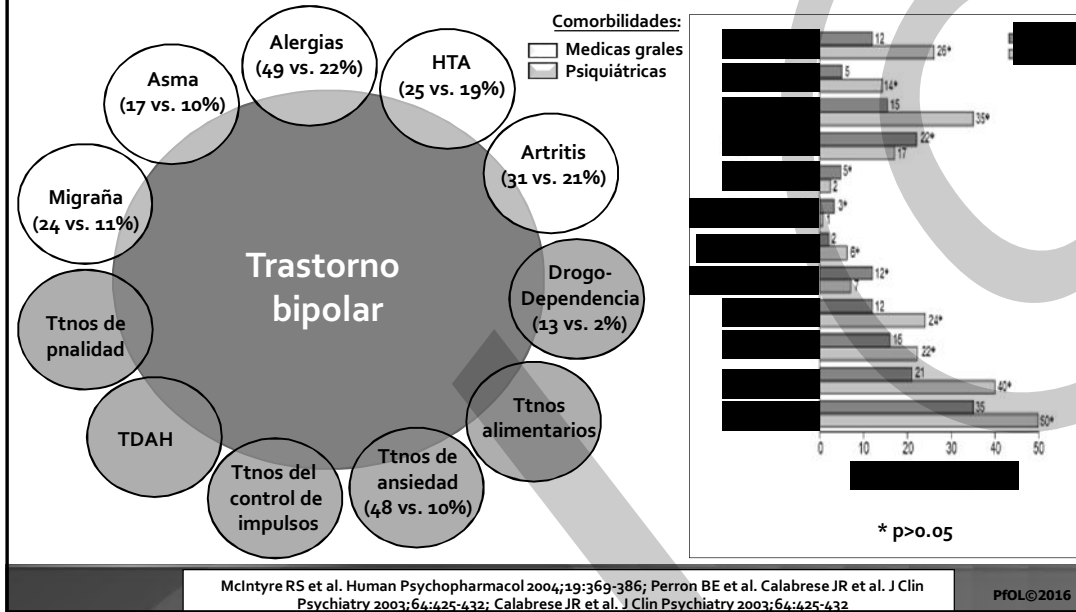 Comorbilidades:
Medicas grales
Psiquiátricas
Alergias
(49 vs. 22%)
HTA
(25 vs. 19%)
Asma
(17 vs. 10%)
Artritis
(31 vs. 21%)
Migraña
(24 vs. 11%)
Trastorno
bipolar
Drogo-
Dependencia
(13 vs. 2%)
Ttnos de
pnalidad
Ttnos
alimentarios
TDAH
Ttnos del
control de
impulsos
Ttnos de
ansiedad
(48 vs. 10%)
12
26*
5
14*
15
35*
22*
17
5*
2
3*
1
2
6*
12*
7
12
24*
16
22*
21
40*
35
50*
0 10 20 30 40 50
* p>0.05
McIntyre RS et al. Human Psychopharmacol 2004;19:369-386; Perron BE et al. Calabrese JR et al. J Clin
Psychiatry 2003;64:425-432; Calabrese JR et al. J Clin Psychiatry 2003;64:425-432
PfOL©2016